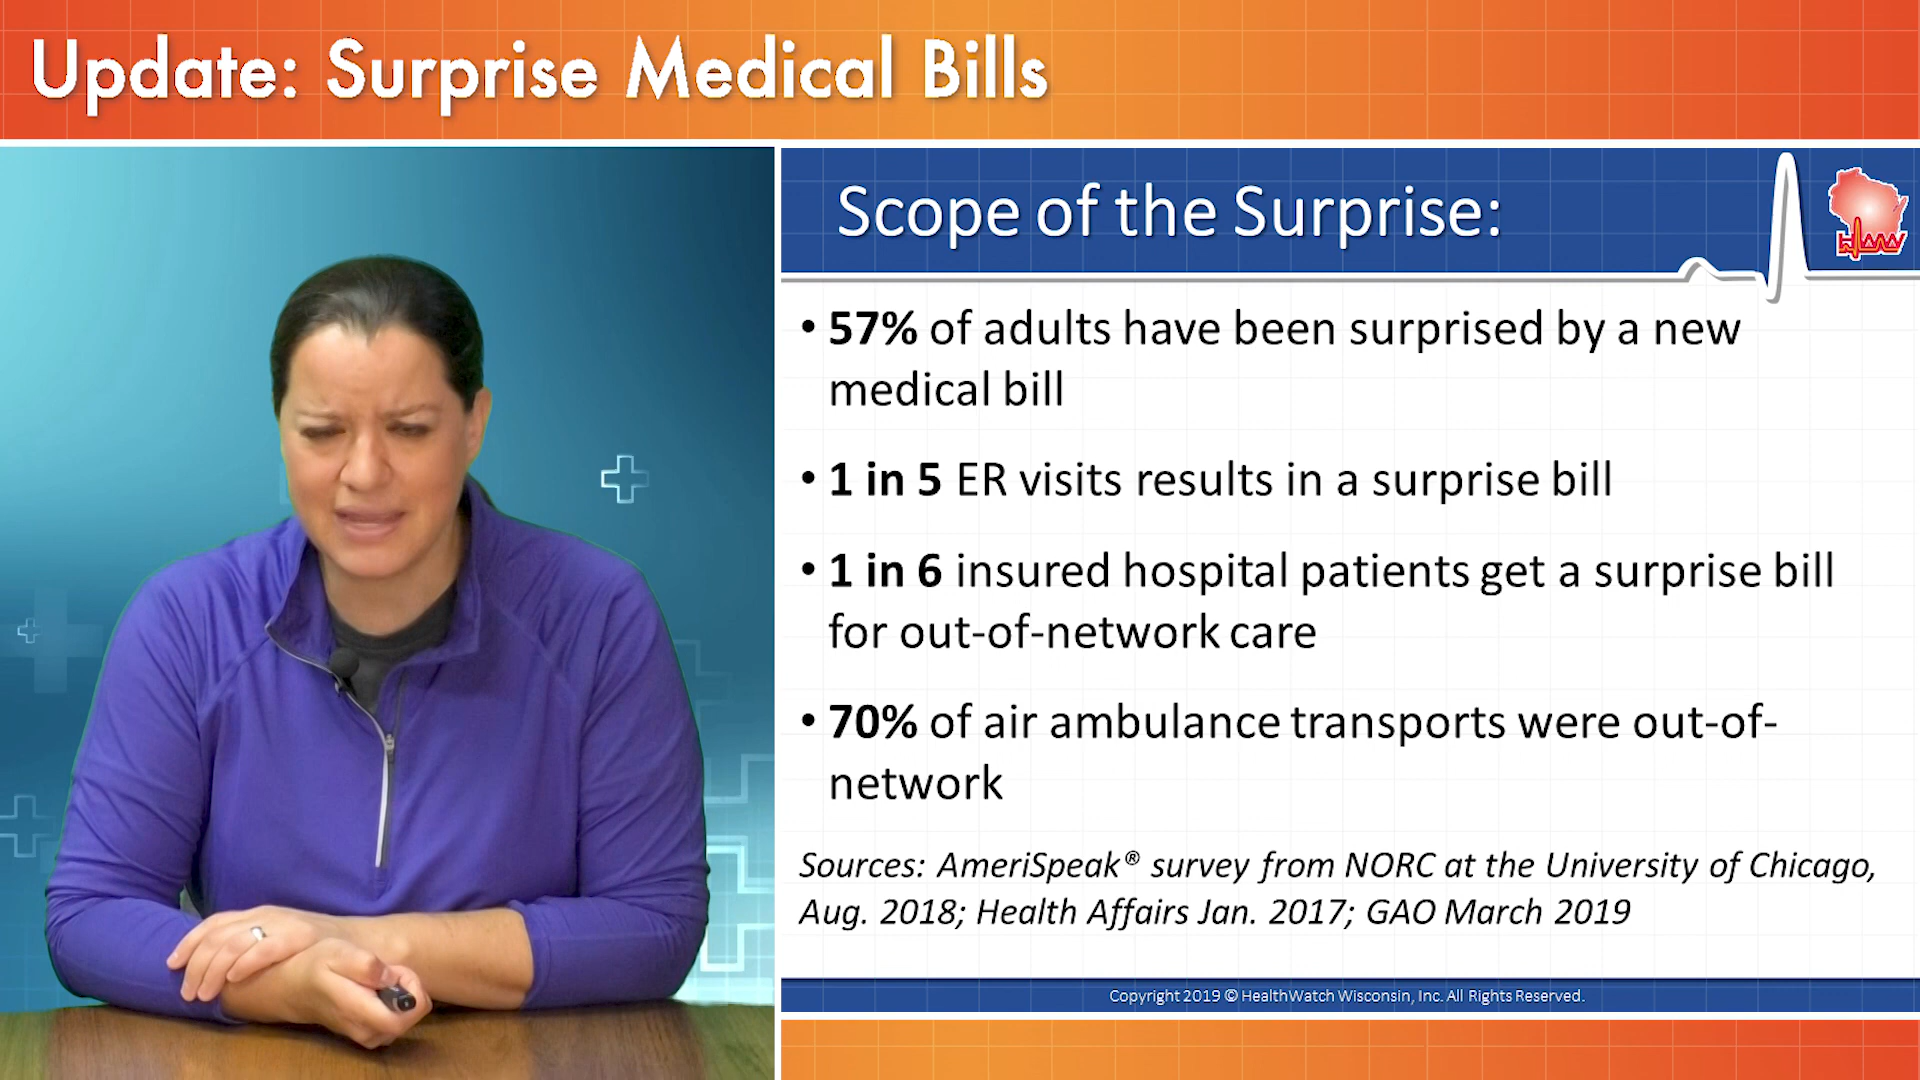 Update: Surprise Medical Bills
Scope of the Surprise:
HWW
• 57% of adults have been surprised by a new
medical bill
• 1 in 5 ER visits results in a surprise bill
• 1 in 6 insured hospital patients get a surprise bill
for out-of-network care
• 70% of air ambulance transports were out-of-
network
Sources: AmeriSpeak® survey from NORC at the University of Chicago,
Aug. 2018; Health Affairs Jan. 2017; GAO March 2019
Copyright 2019 © HealthWatch Wisconsin, Inc. All Rights Reserved.